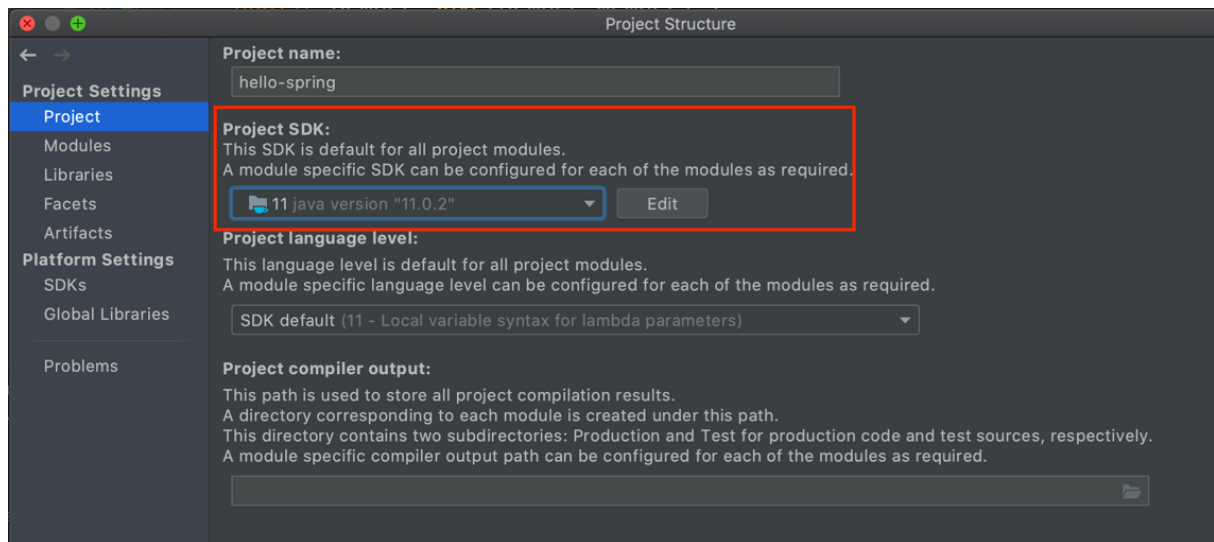 Project Structure
Project Settings
Project
Modules
Libraries
Facets
Artifacts
Platform Settings
SDKs
Global Libraries
Problems
Project name:
hello-spring
Project SDK:
This SDK is default for all project modules.
A module specific SDK can be configured for each of the modules as required.
11 java version "11.0.2"
Edit
Project language level:
This language level is default for all project modules.
A module specific language level can be configured for each of the modules as required.
SDK default (11 - Local variable syntax for lambda parameters)
Project compiler output:
This path is used to store all project compilation results.
A directory corresponding to each module is created under this path.
This directory contains two subdirectories: Production and Test for production code and test sources, respectively.
A module specific compiler output path can be configured for each of the modules as required.